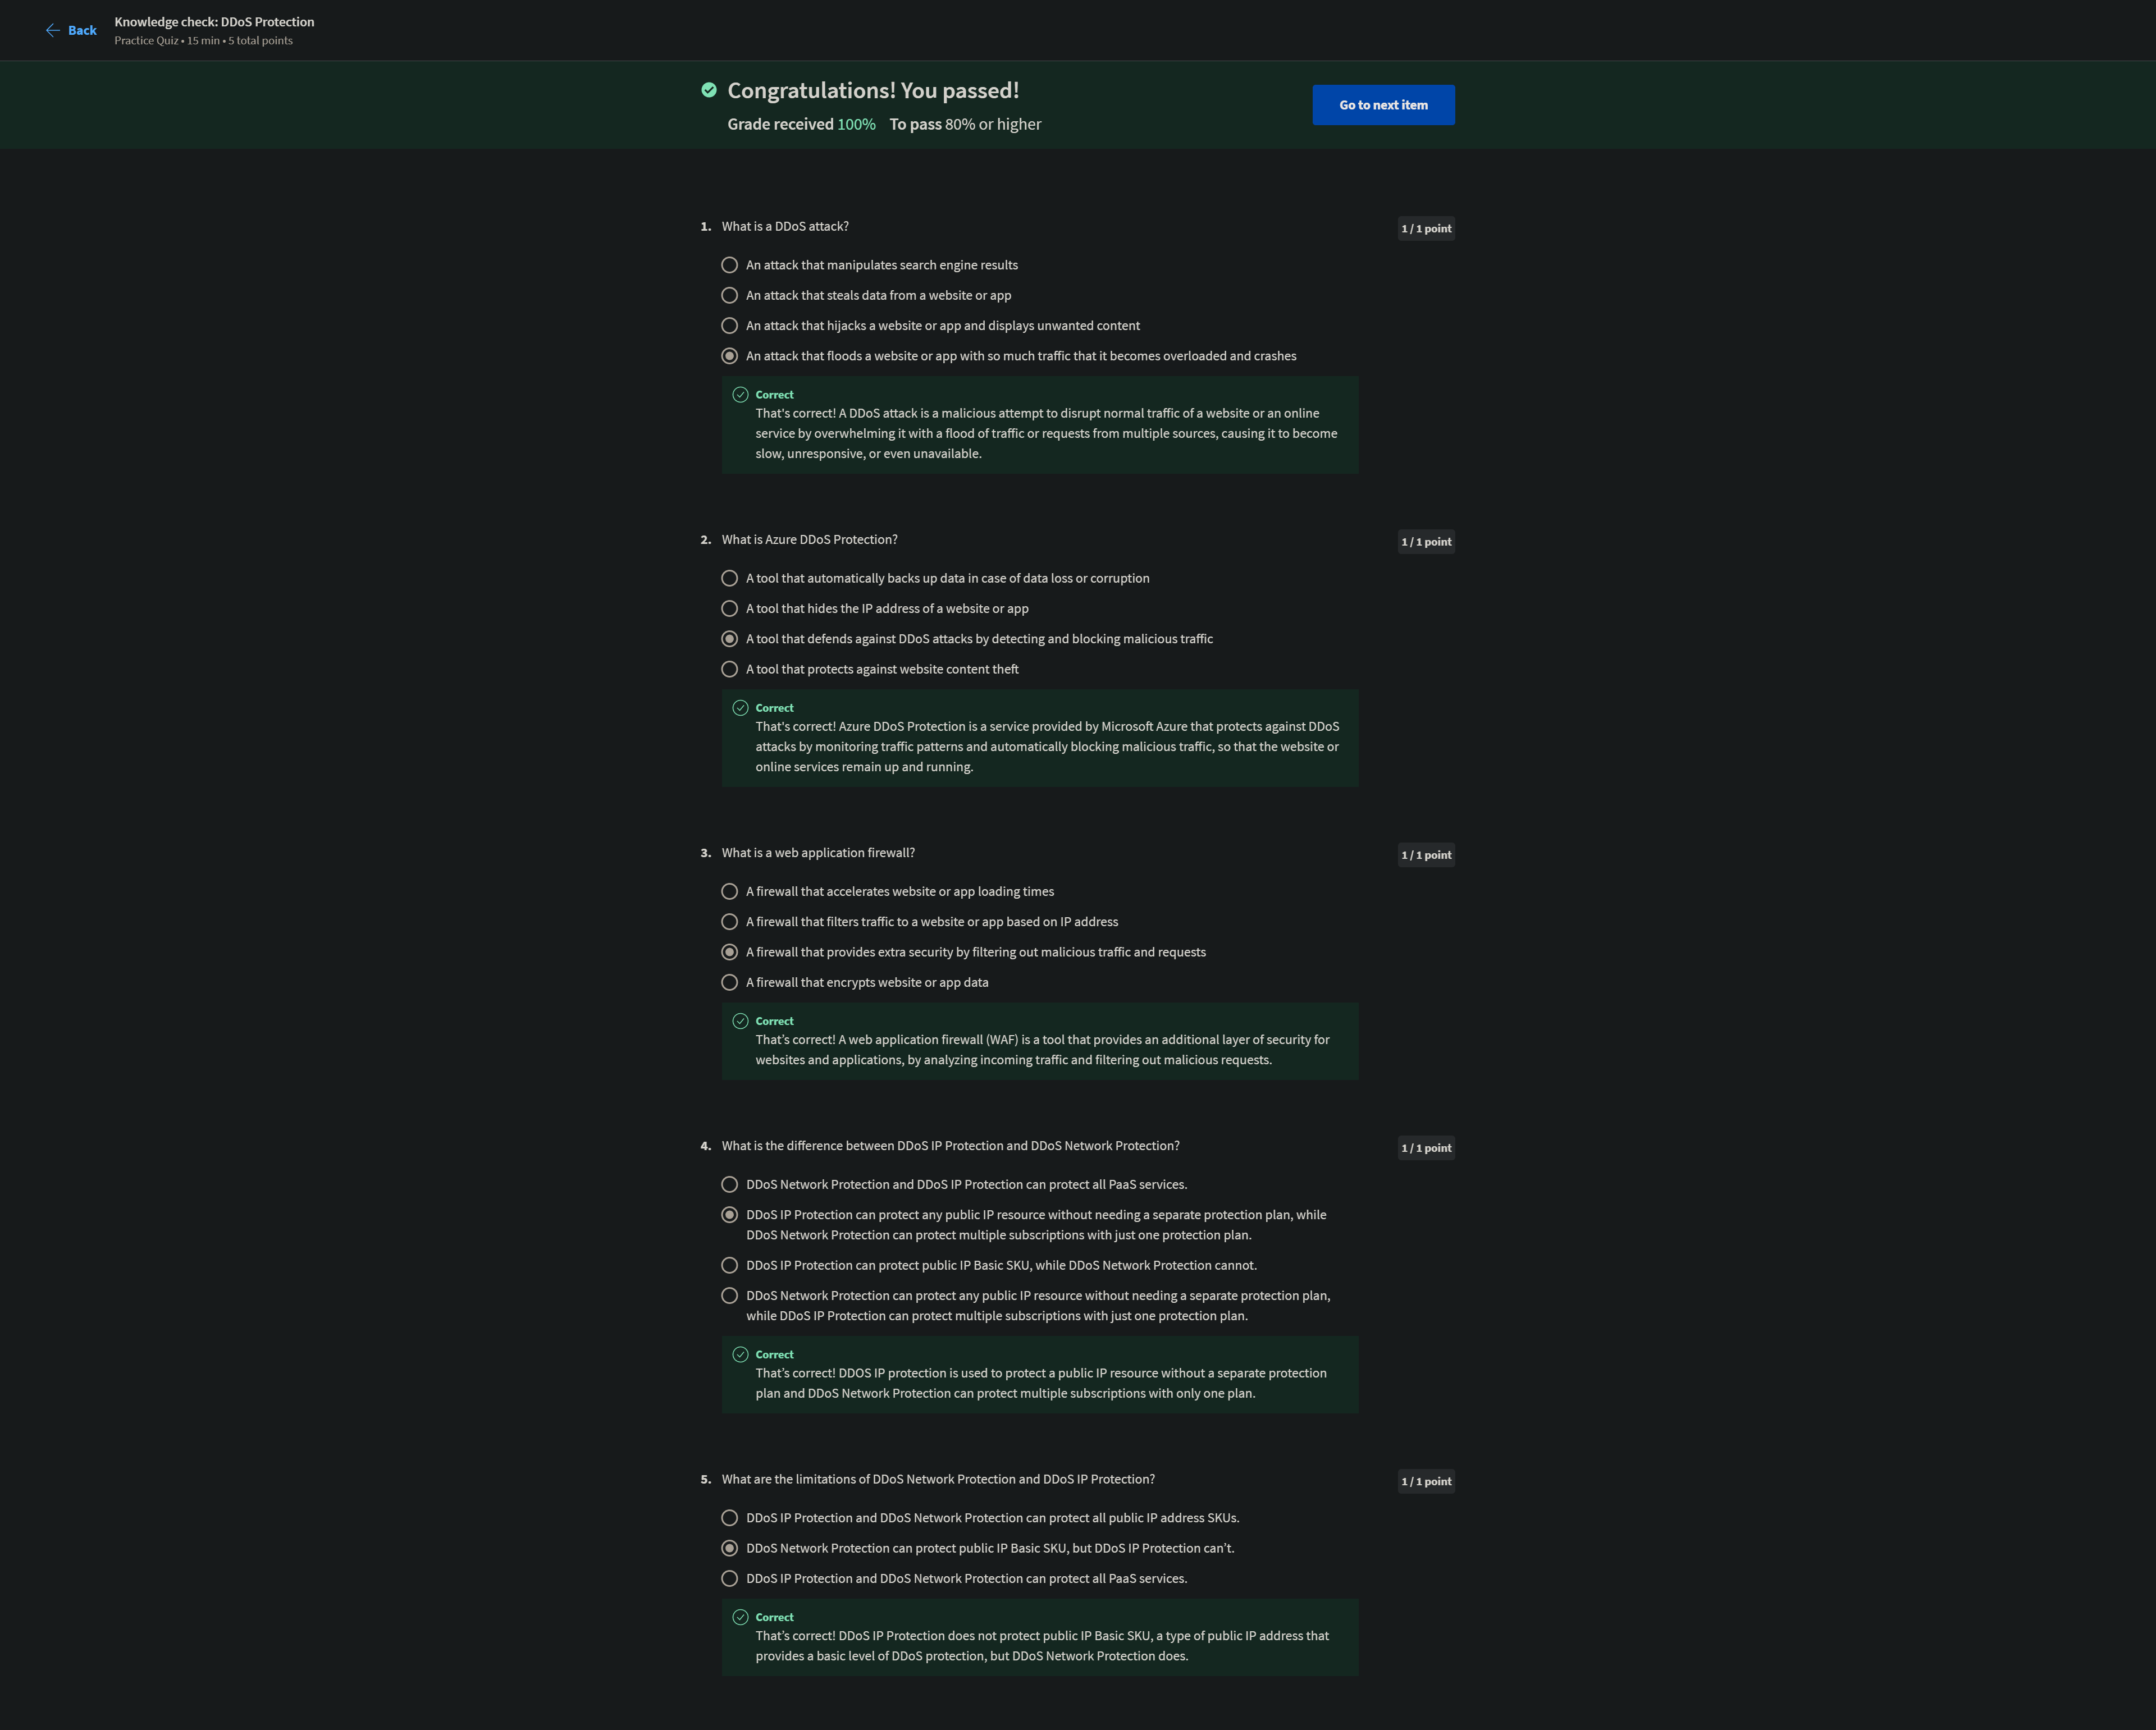 Back
Knowledge check: DDoS Protection
Practice Quiz • 15 min • 5 total points
Congratulations! You passed!
Grade received 100% To pass 80% or higher
Go to next item
1. What is a DDoS attack?
1 / 1 point
An attack that manipulates search engine results
An attack that steals data from a website or app
An attack that hijacks a website or app and displays unwanted content
An attack that floods a website or app with so much traffic that it becomes overloaded and crashes
Correct
That's correct! A DDoS attack is a malicious attempt to disrupt normal traffic of a website or an online
service by overwhelming it with a flood of traffic or requests from multiple sources, causing it to become
slow, unresponsive, or even unavailable.
2. What is Azure DDoS Protection?
1 / 1 point
A tool that automatically backs up data in case of data loss or corruption
A tool that hides the IP address of a website or app
A tool that defends against DDoS attacks by detecting and blocking malicious traffic
A tool that protects against website content theft
Correct
That's correct! Azure DDoS Protection is a service provided by Microsoft Azure that protects against DDoS
attacks by monitoring traffic patterns and automatically blocking malicious traffic, so that the website or
online services remain up and running.
3. What is a web application firewall?
1 / 1 point
A firewall that accelerates website or app loading times
A firewall that filters traffic to a website or app based on IP address
A firewall that provides extra security by filtering out malicious traffic and requests
A firewall that encrypts website or app data
Correct
That’s correct! A web application firewall (WAF) is a tool that provides an additional layer of security for
websites and applications, by analyzing incoming traffic and filtering out malicious requests.
4. What is the difference between DDoS IP Protection and DDoS Network Protection?
1 / 1 point
DDoS Network Protection and DDoS IP Protection can protect all PaaS services.
DDoS IP Protection can protect any public IP resource without needing a separate protection plan, while
DDoS Network Protection can protect multiple subscriptions with just one protection plan.
DDoS IP Protection can protect public IP Basic SKU, while DDoS Network Protection cannot.
DDoS Network Protection can protect any public IP resource without needing a separate protection plan,
while DDoS IP Protection can protect multiple subscriptions with just one protection plan.
Correct
That’s correct! DDOS IP protection is used to protect a public IP resource without a separate protection
plan and DDoS Network Protection can protect multiple subscriptions with only one plan.
5. What are the limitations of DDoS Network Protection and DDoS IP Protection?
1 / 1 point
DDoS IP Protection and DDoS Network Protection can protect all public IP address SKUs.
DDoS Network Protection can protect public IP Basic SKU, but DDoS IP Protection can’t.
DDoS IP Protection and DDoS Network Protection can protect all PaaS services.
Correct
That’s correct! DDoS IP Protection does not protect public IP Basic SKU, a type of public IP address that
provides a basic level of DDoS protection, but DDoS Network Protection does.